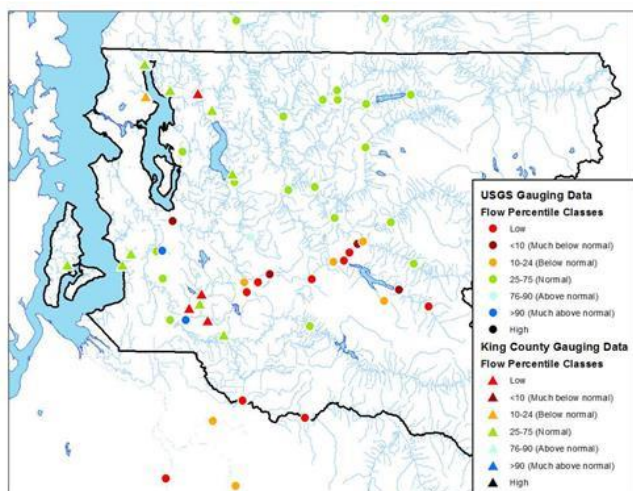 USGS Gauging Data
Flow Percentile Classes
Low
<10 (Much below normal)
10-24 (Below normal)
25-75 (Normal)
76-90 (Above normal)
>90 (Much above normal)
High
King County Gauging Data
Flow Percentile Classes
Low
<10 (Much below normal)
10-24 (Below normal)
25-75 (Normal)
76-90 (Above normal)
>90 (Much above normal)
High